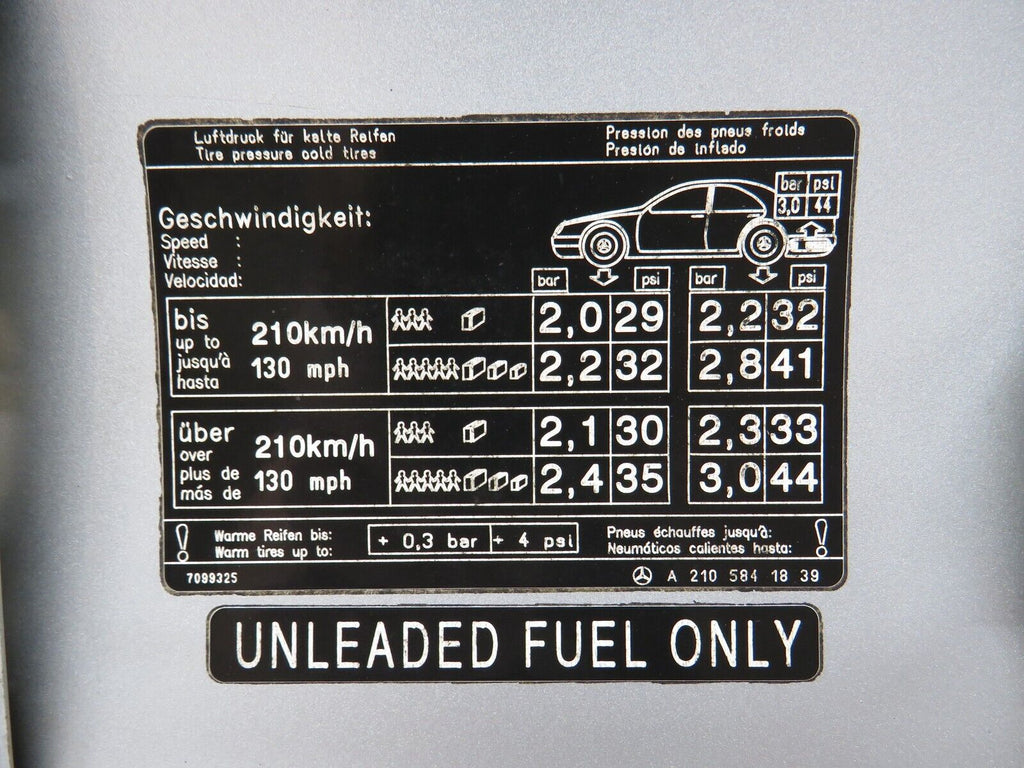 Luftdruck für kalte Reifen
Tire pressure cold tires
Pression des pneus froids
Presión de inflado
bar psi
3,0 44
Geschwindigkeit:
Speed :
Vitesse :
Velocidad:
bar psi bar psi
bis
up to
jusqu'à
hasta
210km/h
130 mph
2,0 29 2,2 32
2,2 32 2,8 41
über
over
plus de
más de
210km/h
130 mph
2,1 30 2,3 33
2,4 35 3,0 44
! Warme Reifen bis:
Warm tires up to:
+ 0,3 bar + 4 psi
Pneus échauffes jusqu'à:
Neumáticos calientes hasta: !
7099325
A 210 584 18 39
UNLEADED FUEL ONLY